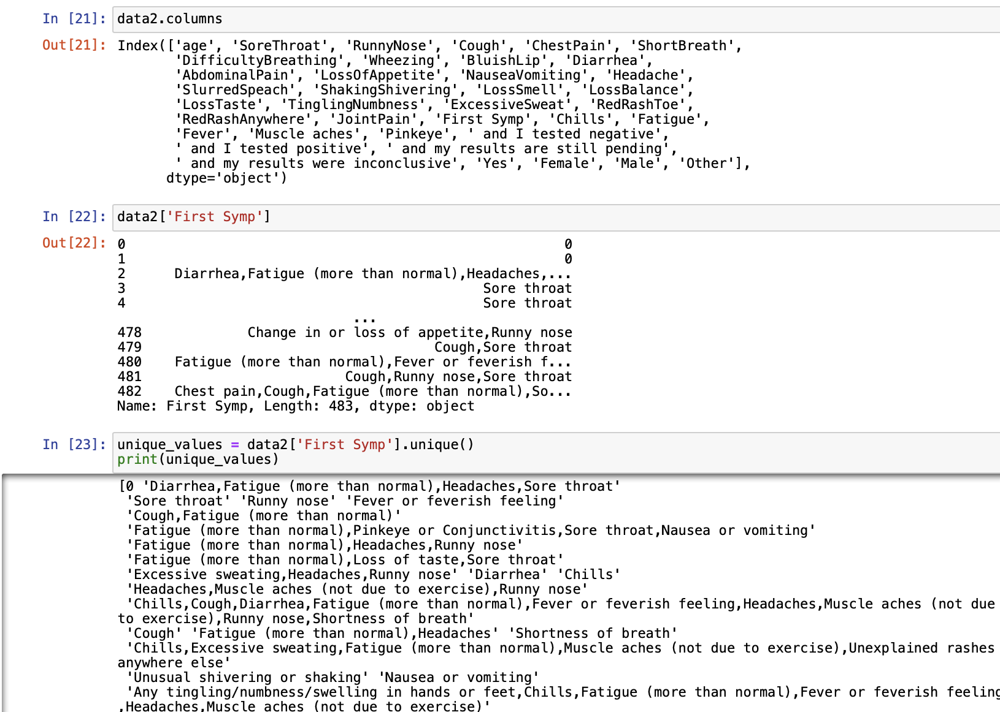 In [21]: data2.columns
Out[21]: Index(['age', 'SoreThroat', 'RunnyNose', 'Cough', 'ChestPain', 'ShortBreath',
'DifficultyBreathing', 'Wheezing', 'BluishLip', 'Diarrhea',
'AbdominalPain', 'LossOfAppetite', 'NauseaVomiting', 'Headache',
'SlurredSpeach', 'ShakingShivering', 'LossSmell', 'LossBalance',
'LossTaste', 'TinglingNumbness', 'ExcessiveSweat', 'RedRashToe',
'RedRashAnywhere', 'JointPain', 'First Symp', 'Chills', 'Fatigue',
'Fever', 'Muscle aches', 'Pinkeye', ' and I tested negative',
' and I tested positive', ' and my results are still pending',
' and my results were inconclusive', 'Yes', 'Female', 'Male', 'Other'],
dtype='object')
In [22]: data2['First Symp']
Out[22]: 0 0
1 0
2 Diarrhea,Fatigue (more than normal),Headaches,...
3 Sore throat
4 Sore throat
...
478 Change in or loss of appetite,Runny nose
479 Cough,Sore throat
480 Fatigue (more than normal),Fever or feverish f...
481 Cough,Runny nose,Sore throat
482 Chest pain,Cough,Fatigue (more than normal),So...
Name: First Symp, Length: 483, dtype: object
In [23]: unique_values = data2['First Symp'].unique()
print(unique_values)
[0 'Diarrhea,Fatigue (more than normal),Headaches,Sore throat'
'Sore throat' 'Runny nose' 'Fever or feverish feeling'
'Cough,Fatigue (more than normal)'
'Fatigue (more than normal),Pinkeye or Conjunctivitis,Sore throat,Nausea or vomiting'
'Fatigue (more than normal),Headaches,Runny nose'
'Fatigue (more than normal),Loss of taste,Sore throat'
'Excessive sweating,Headaches,Runny nose' 'Diarrhea' 'Chills'
'Headaches,Muscle aches (not due to exercise),Runny nose'
'Chills,Cough,Diarrhea,Fatigue (more than normal),Fever or feverish feeling,Headaches,Muscle aches (not due
to exercise),Runny nose,Shortness of breath'
'Cough' 'Fatigue (more than normal),Headaches' 'Shortness of breath'
'Chills,Excessive sweating,Fatigue (more than normal),Muscle aches (not due to exercise),Unexplained rashes
anywhere else'
'Unusual shivering or shaking' 'Nausea or vomiting'
'Any tingling/numbness/swelling in hands or feet,Chills,Fatigue (more than normal),Fever or feverish feeling
,Headaches,Muscle aches (not due to exercise)'